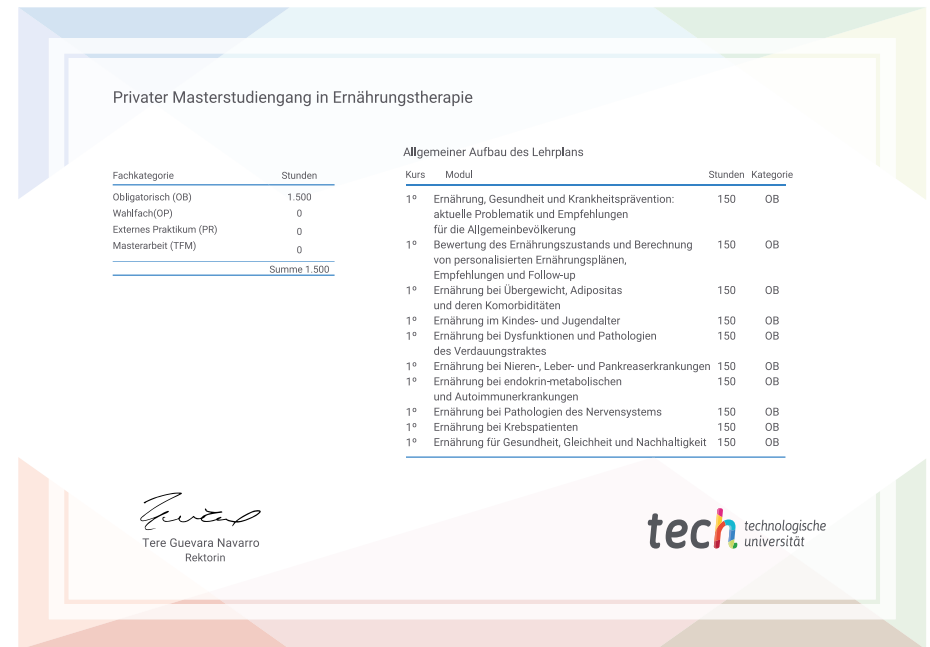 Privater Masterstudiengang in Ernährungstherapie
Fachkategorie Stunden
Obligatorisch (OB) 1.500
Wahlfach(OP) 0
Externes Praktikum (PR) 0
Masterarbeit (TFM) 0
Summe 1.500
Allgemeiner Aufbau des Lehrplans
Kurs Modul Stunden Kategorie
1º Ernährung, Gesundheit und Krankheitsprävention: 150 OB
aktuelle Problematik und Empfehlungen
für die Allgemeinbevölkerung
1º Bewertung des Ernährungszustands und Berechnung 150 OB
von personalisierten Ernährungsplänen,
Empfehlungen und Follow-up
1º Ernährung bei Übergewicht, Adipositas 150 OB
und deren Komorbiditäten
1º Ernährung im Kindes- und Jugendalter 150 OB
1º Ernährung bei Dysfunktionen und Pathologien 150 OB
des Verdauungstraktes
1º Ernährung bei Nieren-, Leber- und Pankreaserkrankungen 150 OB
1º Ernährung bei endokrin-metabolischen 150 OB
und Autoimmunerkrankungen
1º Ernährung bei Pathologien des Nervensystems 150 OB
1º Ernährung bei Krebspatienten 150 OB
1º Ernährung für Gesundheit, Gleichheit und Nachhaltigkeit 150 OB
Tere Guevara Navarro
Rektorin
tech technologische
universität